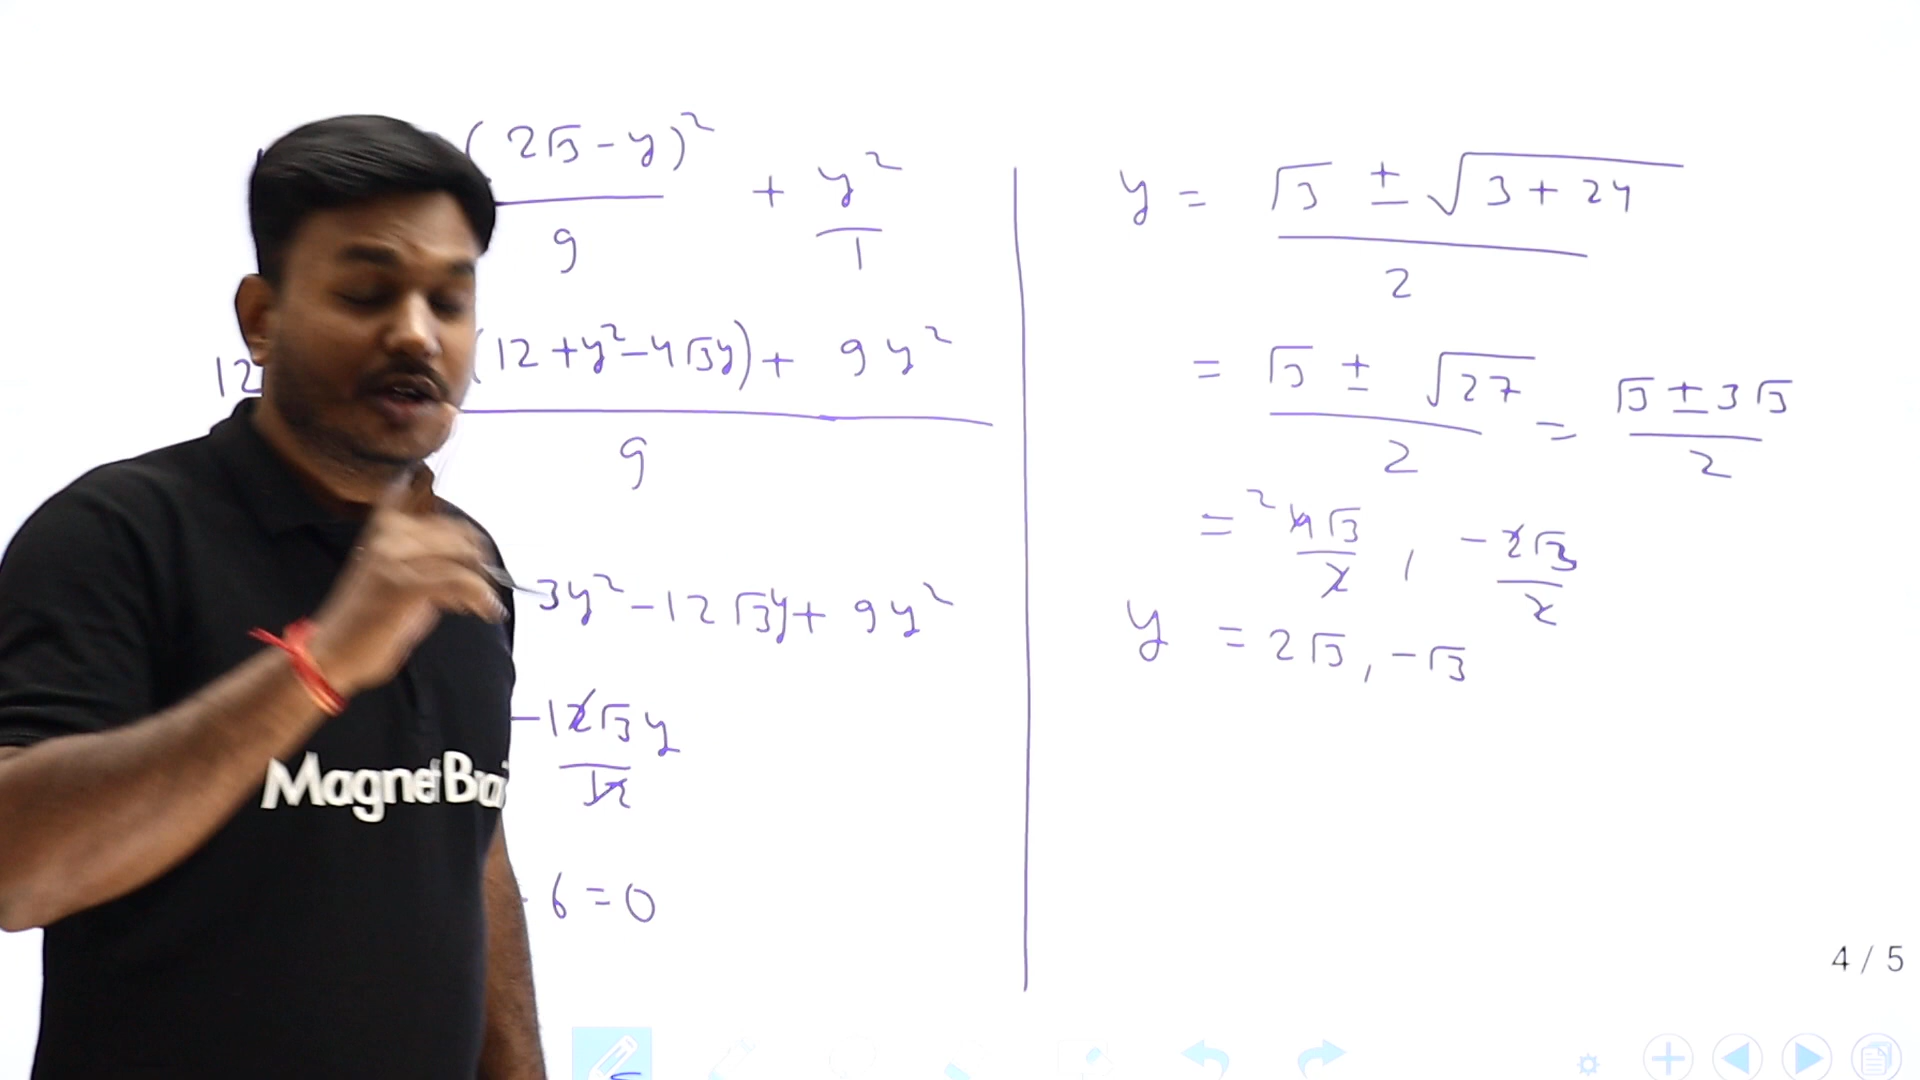 (2√3 - y)²
9
+ y²
1
12 (12 + y² - 4√3y) + 9y²
9
3y² - 12√3y + 9y²
- 12√3y
12
6 = 0
y = √3 ± √3 + 24
2
= √3 ± √27
2
= √3 ± 3√3
2
= ² 4√3
2
, - 2√3
2
y = 2√3, - √3
MagnetBrai
4 / 5